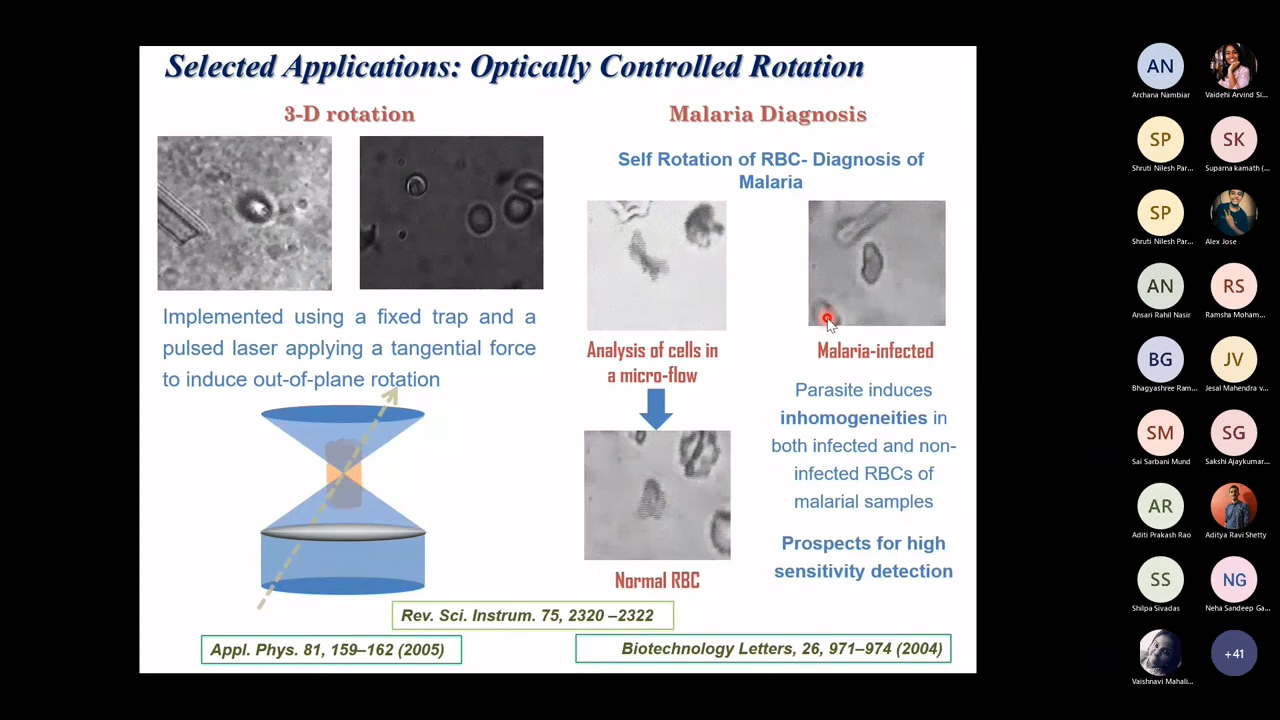 Selected Applications: Optically Controlled Rotation
3-D rotation
Implemented using a fixed trap and a
pulsed laser applying a tangential force
to induce out-of-plane rotation
Malaria Diagnosis
Self Rotation of RBC- Diagnosis of
Malaria
Analysis of cells in
a micro-flow
Normal RBC
Malaria-infected
Parasite induces
inhomogeneities in
both infected and non-
infected RBCs of
malarial samples
Prospects for high
sensitivity detection
Rev. Sci. Instrum. 75, 2320 –2322
Appl. Phys. 81, 159–162 (2005)
Biotechnology Letters, 26, 971–974 (2004)
AN
Archana Nambiar
Vaidehi Arvind Si...
SP
Shruti Nilesh Par...
SK
Suparna kamath (...
SP
Shruti Nilesh Par...
Alex Jose
AN
Ansari Rahil Nasir
RS
Ramsha Moham...
BG
Bhagyashree Ram...
JV
Jesal Mahendra v...
SM
Sai Sarbani Mund
SG
Sakshi Ajaykumar...
AR
Aditi Prakash Rao
Aditya Ravi Shetty
SS
Shilpa Sivadas
NG
Neha Sandeep Ga...
Vaishnavi Mahali...
+41